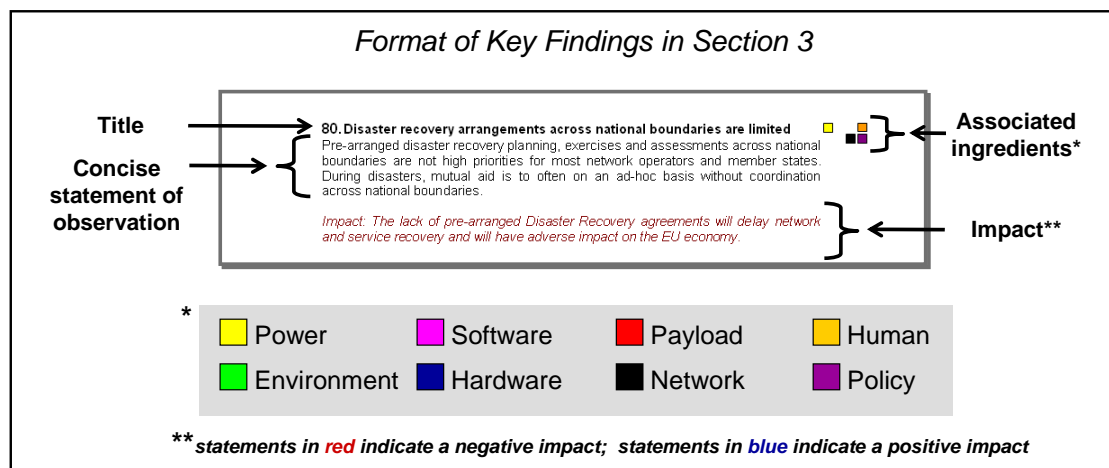 Format of Key Findings in Section 3
Title
Concise
statement of
observation
80. Disaster recovery arrangements across national boundaries are limited
Pre-arranged disaster recovery planning, exercises and assessments across national
boundaries are not high priorities for most network operators and member states.
During disasters, mutual aid is to often on an ad-hoc basis without coordination
across national boundaries.
Impact: The lack of pre-arranged Disaster Recovery agreements will delay network
and service recovery and will have adverse impact on the EU economy.
Associated
ingredients*
Impact**
*
Power Software Payload Human
Environment Hardware Network Policy
**statements in red indicate a negative impact; statements in blue indicate a positive impact